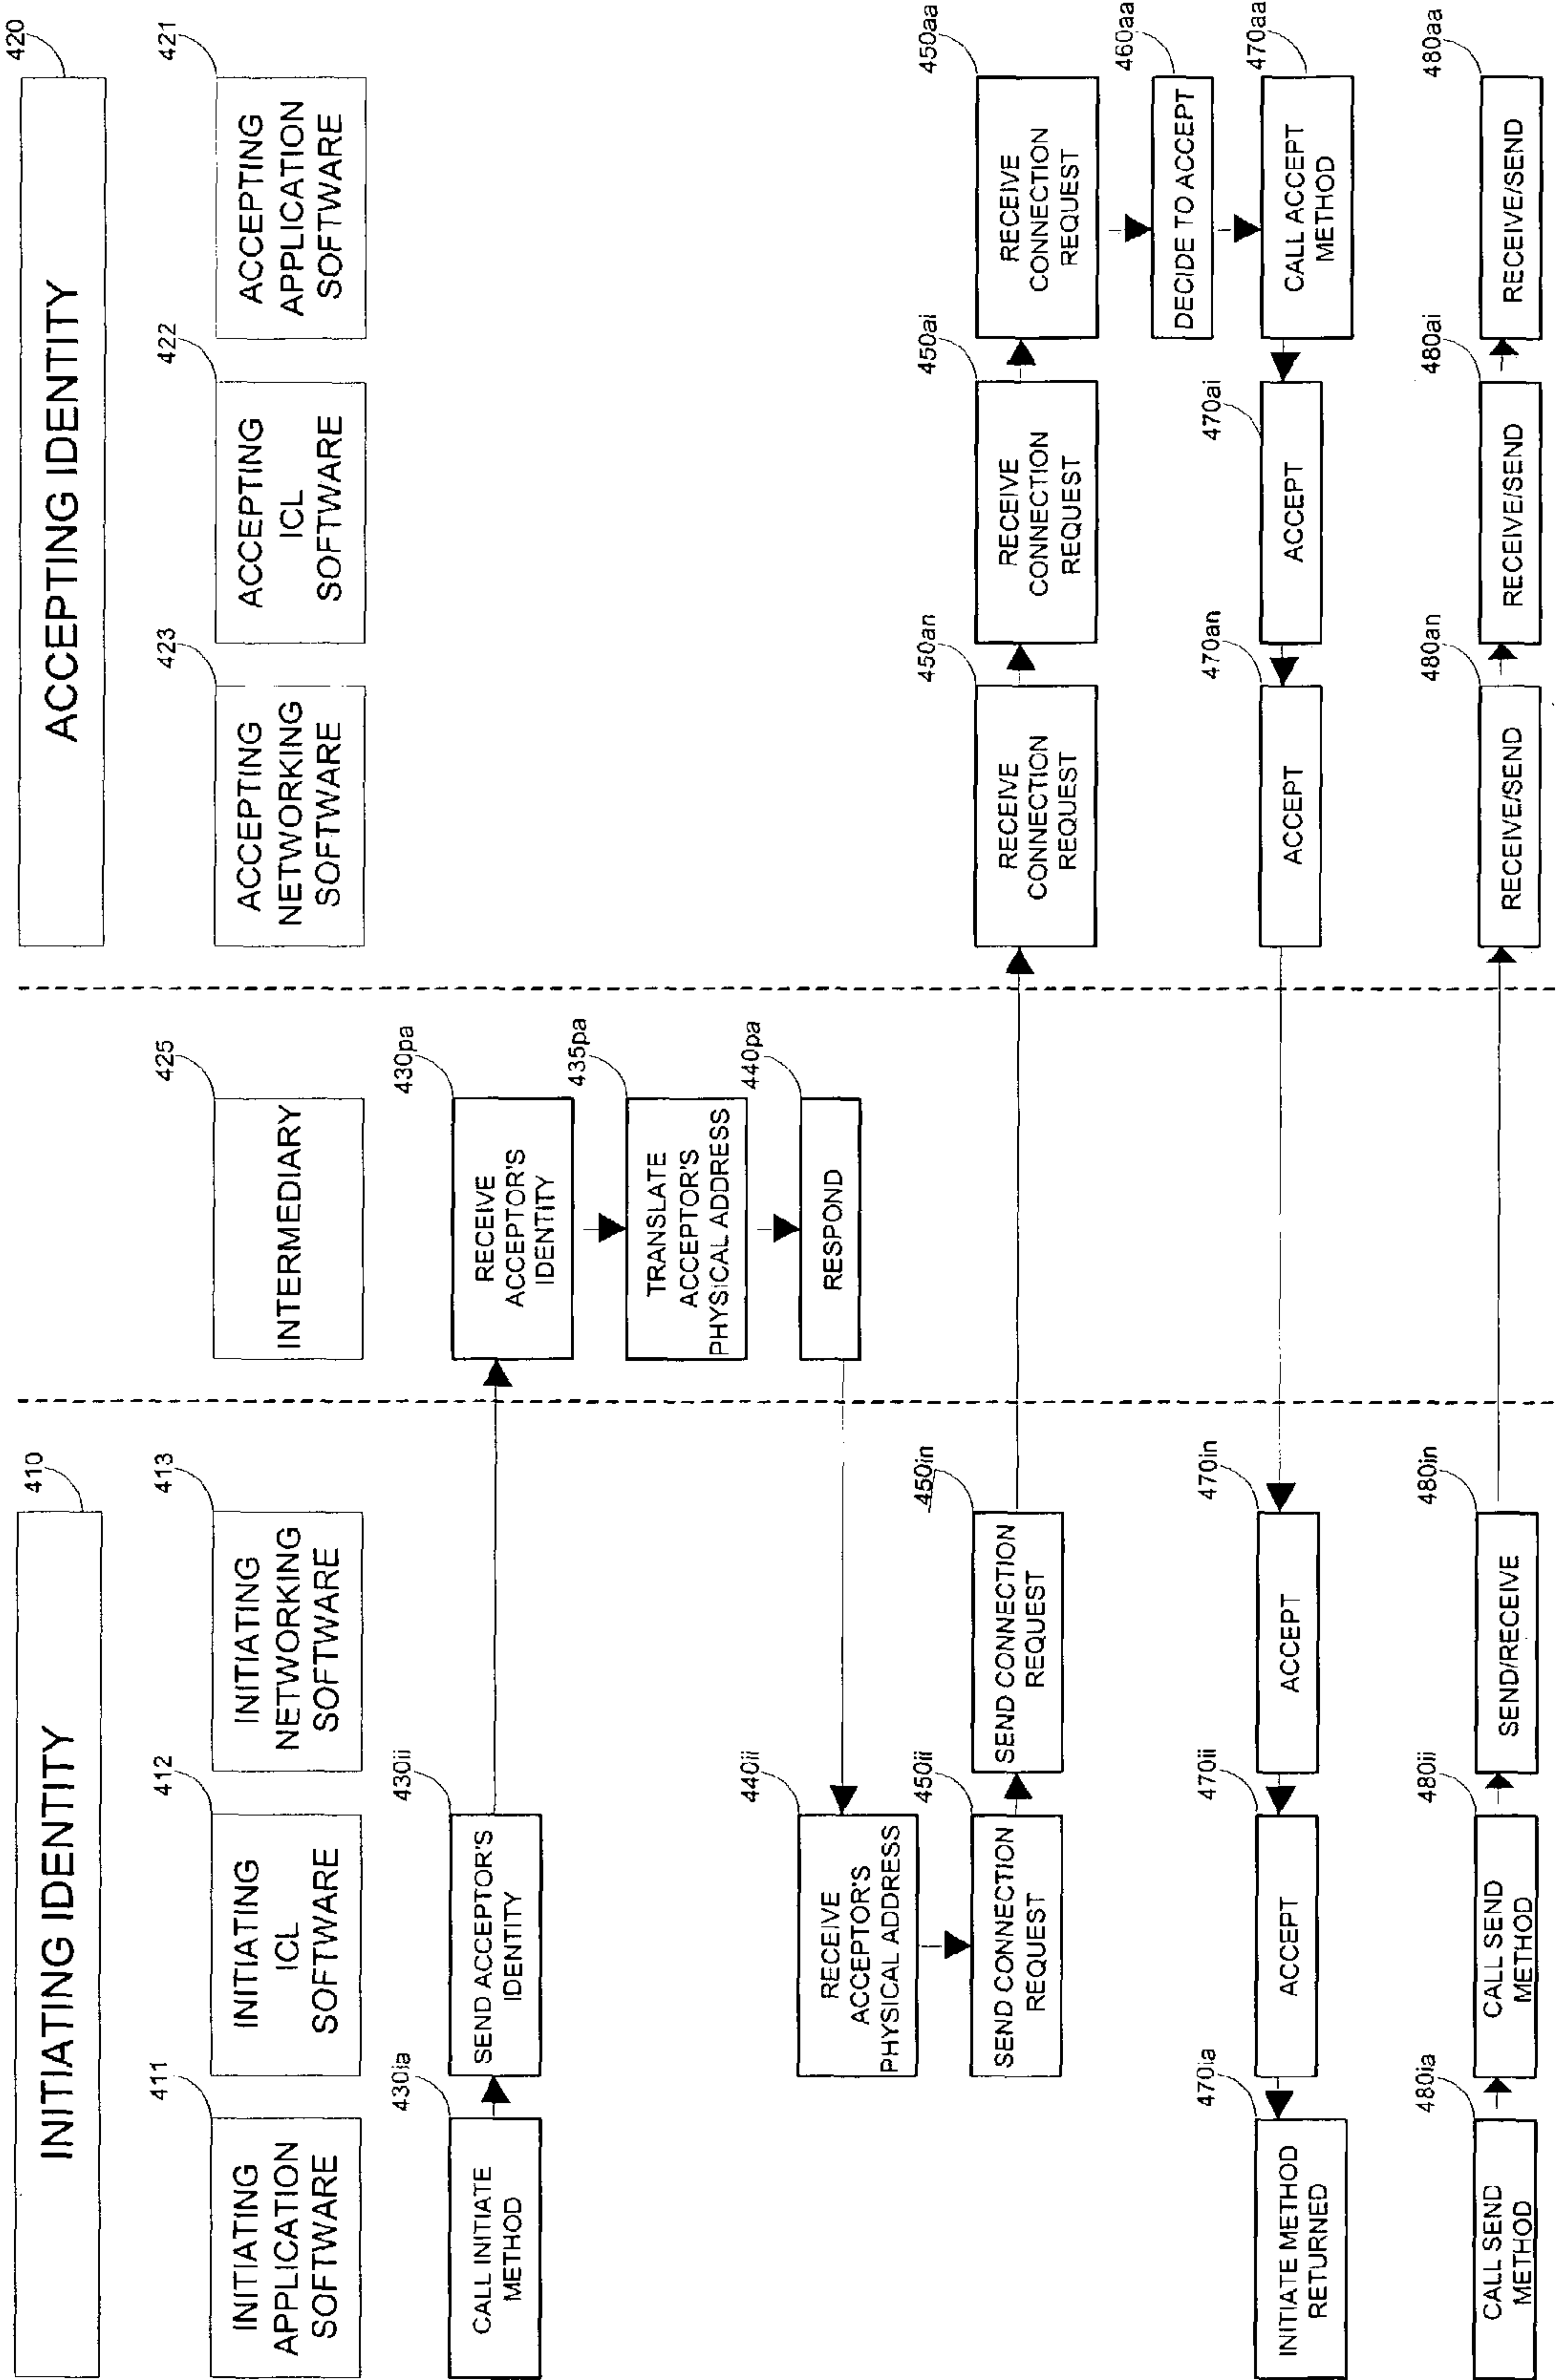 410
INITIATING IDENTITY
420
ACCEPTING IDENTITY
411
INITIATING
APPLICATION
SOFTWARE
412
INITIATING
ICL
SOFTWARE
413
INITIATING
NETWORKING
SOFTWARE
425
INTERMEDIARY
423
ACCEPTING
NETWORKING
SOFTWARE
422
ACCEPTING
ICL
SOFTWARE
421
ACCEPTING
APPLICATION
SOFTWARE
430ia
CALL INITIATE
METHOD
430ii
SEND ACCEPTOR'S
IDENTITY
430pa
RECEIVE
ACCEPTOR'S
IDENTITY
435pa
TRANSLATE
ACCEPTOR'S
PHYSICAL ADDRESS
440pa
RESPOND
440ii
RECEIVE
ACCEPTOR'S
PHYSICAL ADDRESS
450ii
SEND CONNECTION
REQUEST
450in
SEND CONNECTION
REQUEST
450an
RECEIVE
CONNECTION
REQUEST
450ai
RECEIVE
CONNECTION
REQUEST
450aa
RECEIVE
CONNECTION
REQUEST
460aa
DECIDE TO ACCEPT
470aa
CALL ACCEPT
METHOD
470ai
ACCEPT
470an
ACCEPT
470in
ACCEPT
470ii
ACCEPT
470ia
INITIATE METHOD
RETURNED
480ia
CALL SEND
METHOD
480ii
CALL SEND
METHOD
480in
SEND/RECEIVE
480an
RECEIVE/SEND
480ai
RECEIVE/SEND
480aa
RECEIVE/SEND